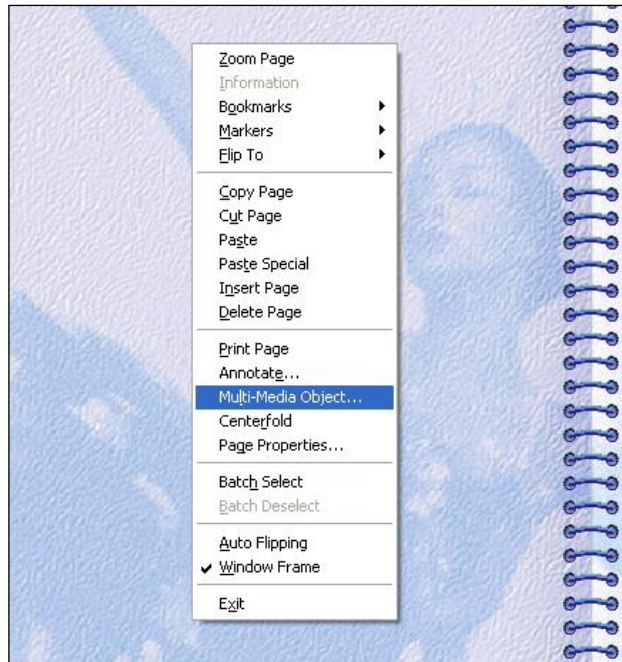 Zoom Page
Information
Bookmarks
Markers
Flip To
Copy Page
Cut Page
Paste
Paste Special
Insert Page
Delete Page
Print Page
Annotate...
Multi-Media Object...
Centerfold
Page Properties...
Batch Select
Batch Deselect
Auto Flipping
Window Frame
Exit